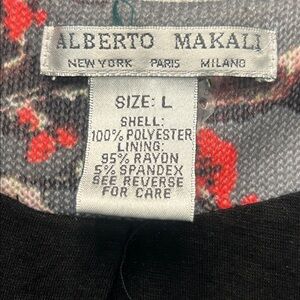 ALBERTO MAKALI
NEW YORK PARIS MILANO
SIZE: L
SHELL:
100% POLYESTER
LINING:
95% RAYON
5% SPANDEX
SEE REVERSE
FOR CARE